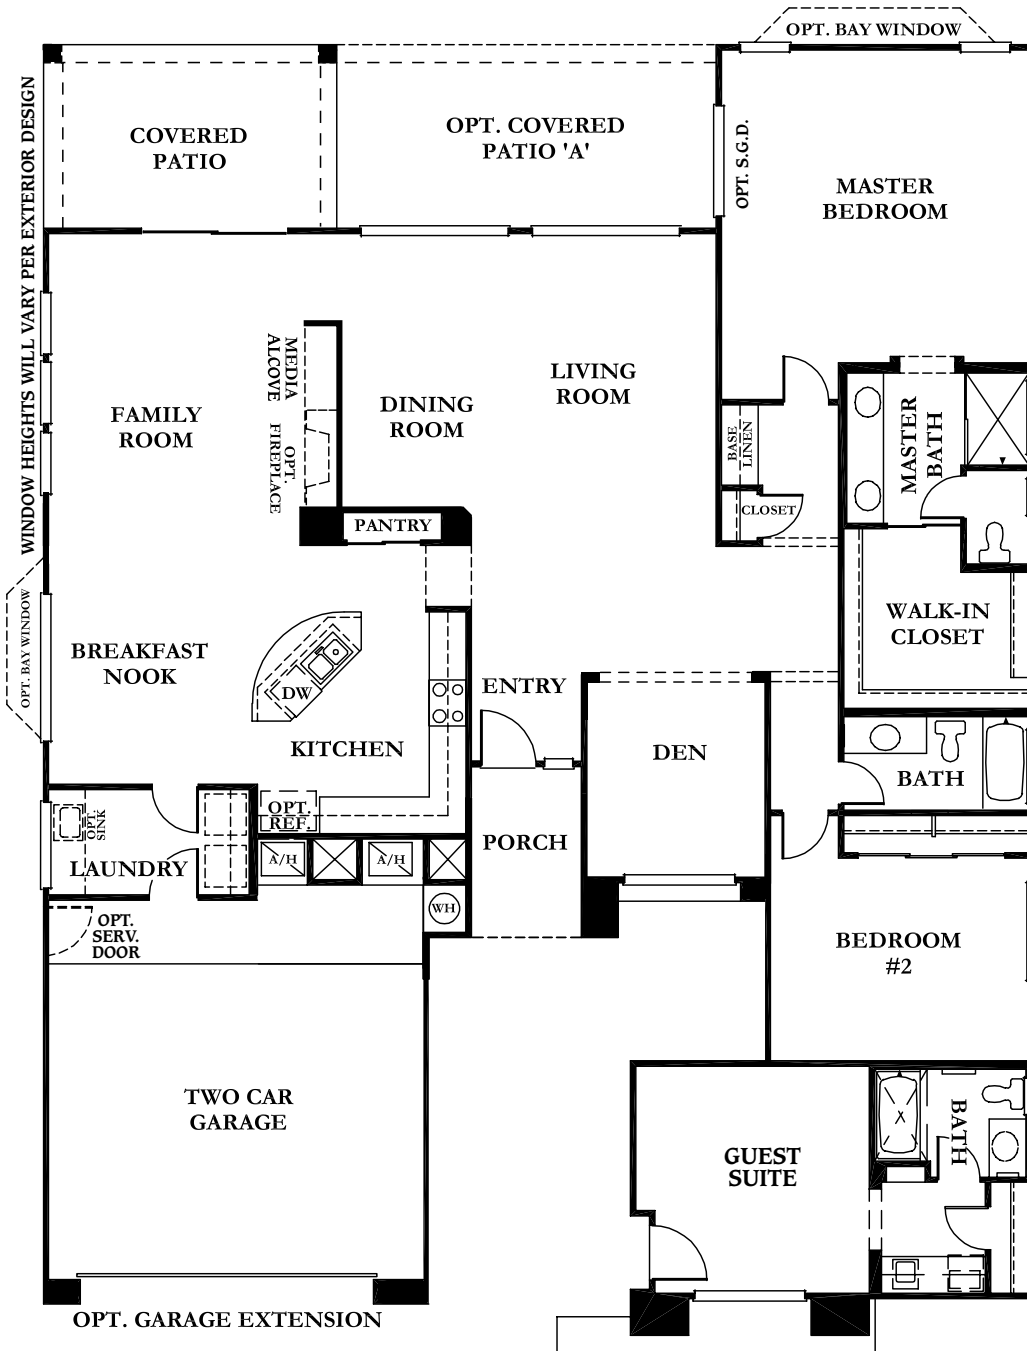 OPT. BAY WINDOW
COVERED
PATIO
OPT. COVERED
PATIO 'A'
OPT. S.G.D.
MASTER
BEDROOM
WINDOW HEIGHTS WILL VARY PER EXTERIOR DESIGN
MEDIA
ALCOVE
LIVING
ROOM
DINING
ROOM
FAMILY
ROOM
OPT.
FIREPLACE
BASE
LINEN
MASTER
BATH
CLOSET
PANTRY
OPT. BAY WINDOW
BREAKFAST
NOOK
WALK-IN
CLOSET
DW
ENTRY
KITCHEN
DEN
BATH
OPT.
REF.
OPT.
SINK
LAUNDRY
A/H
A/H
PORCH
WH
OPT.
SERV.
DOOR
BEDROOM
#2
TWO CAR
GARAGE
BATH
GUEST
SUITE
OPT. GARAGE EXTENSION